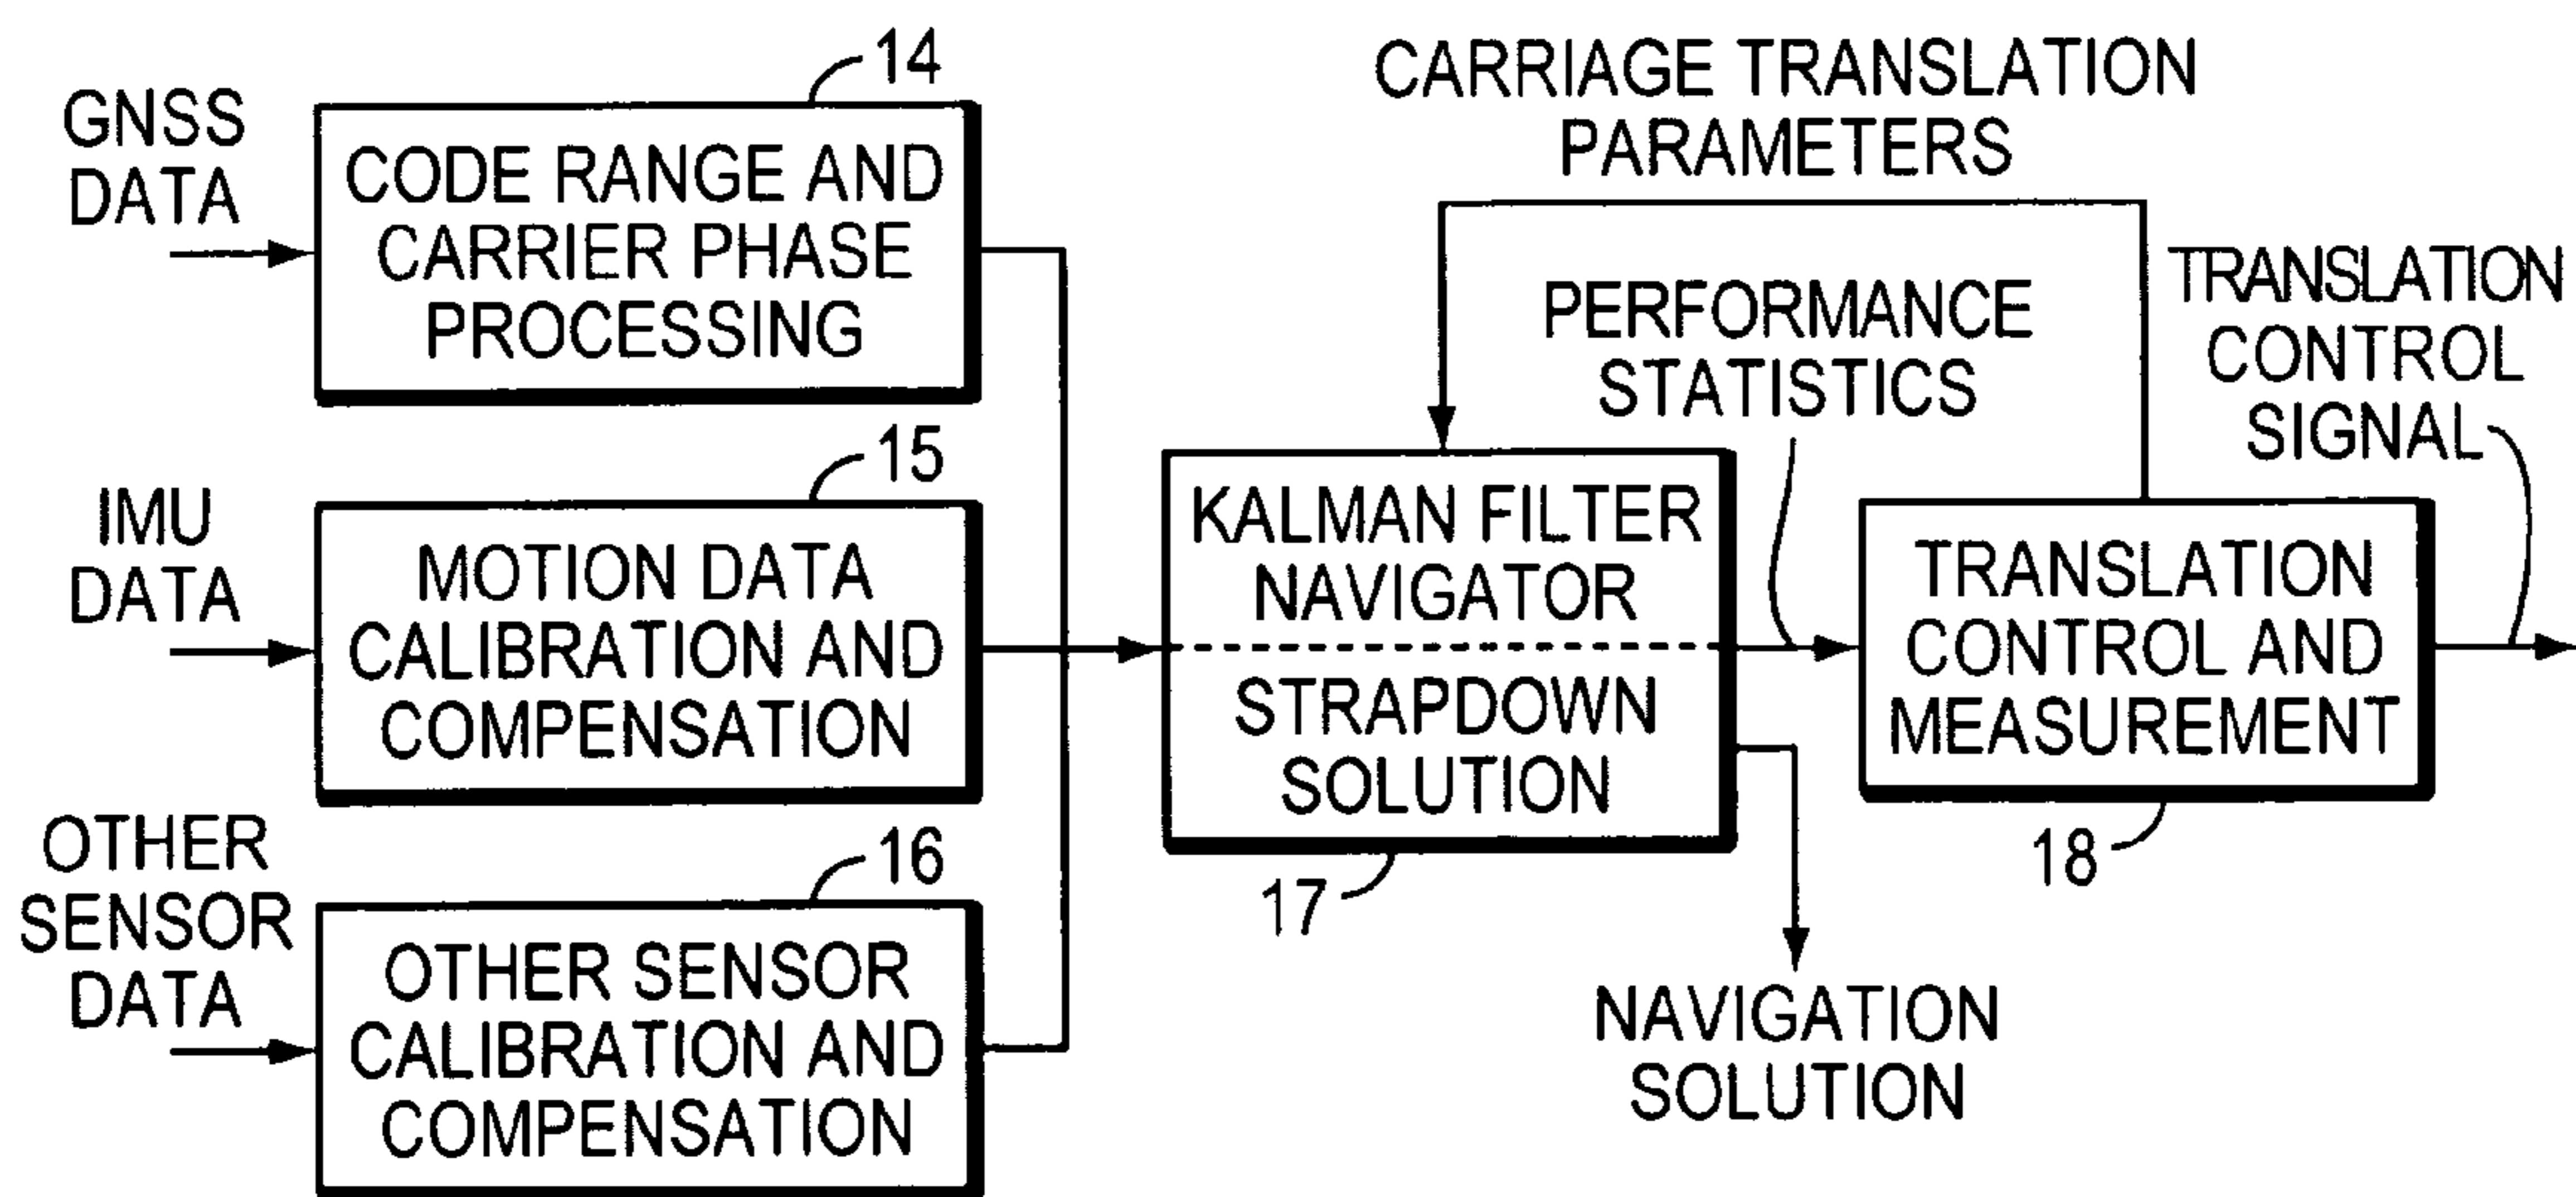 GNSS
DATA
14
CODE RANGE AND
CARRIER PHASE
PROCESSING
IMU
DATA
15
MOTION DATA
CALIBRATION AND
COMPENSATION
OTHER
SENSOR
DATA
16
OTHER SENSOR
CALIBRATION AND
COMPENSATION
CARRIAGE TRANSLATION
PARAMETERS
PERFORMANCE
STATISTICS
TRANSLATION
CONTROL
SIGNAL
KALMAN FILTER
NAVIGATOR
STRAPDOWN
SOLUTION
17
TRANSLATION
CONTROL AND
MEASUREMENT
18
NAVIGATION
SOLUTION